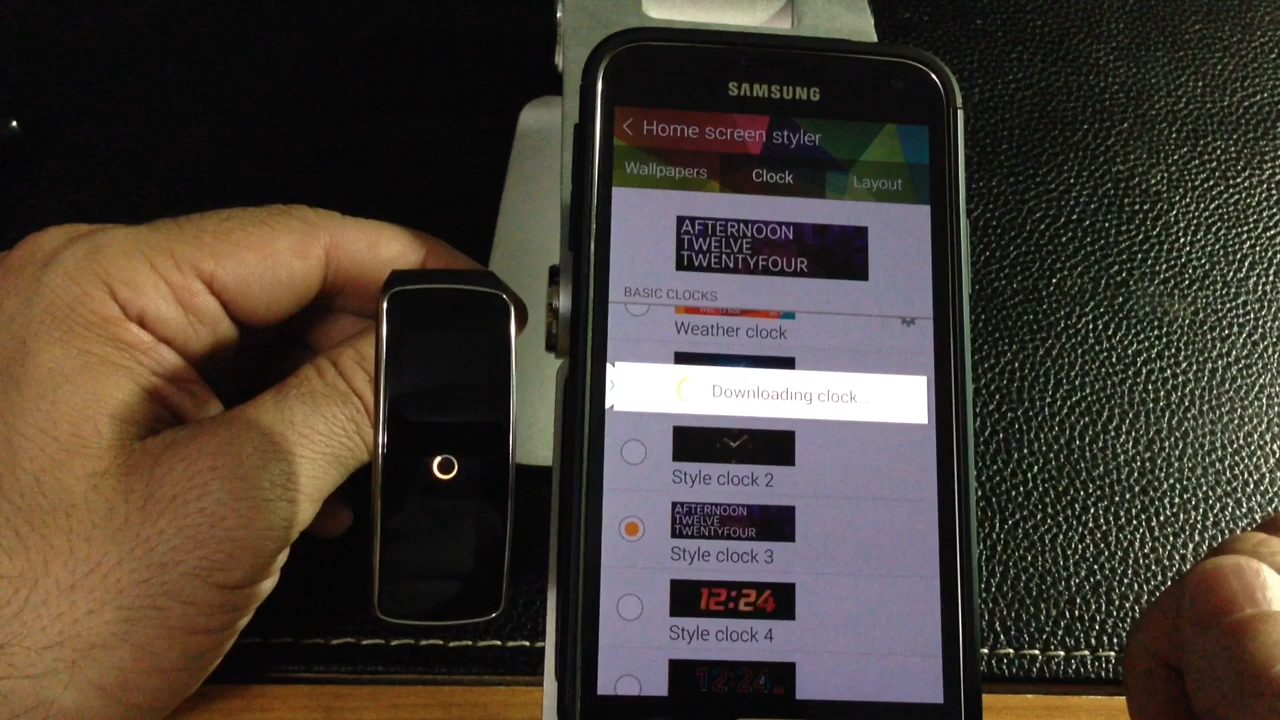 SAMSUNG
Home screen styler
Wallpapers Clock Layout
AFTERNOON
TWELVE
TWENTYFOUR
BASIC CLOCKS
Weather clock
Downloading clock..
Style clock 2
AFTERNOON
TWELVE
TWENTYFOUR
Style clock 3
12:24
Style clock 4
12:24